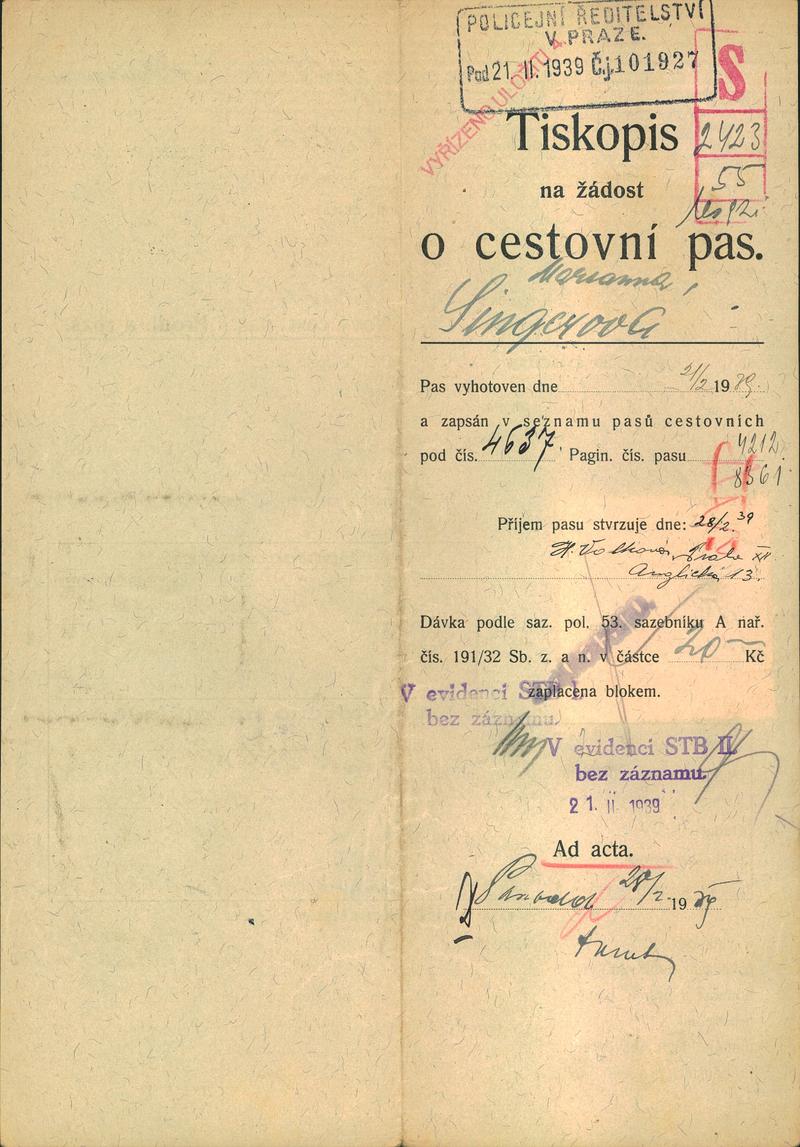 POLICEJNÍ ŘEDITELSTVÍ
V PRAZE.
Pod 21. II. 1939 Čj. 101927
VYŘÍZENO ULOŽITI
S
2423
55
Tiskopis
na žádost
o cestovní pas.
Marianna
Singerová
Pas vyhotoven dne 21/2 1939.
a zapsán v seznamu pasů cestovních
pod čís. 4637 Pagin. čís. pasu 4212
8361
Příjem pasu stvrzuje dne: 28/2. 39
Praha XII
Anglická 13.
Dávka podle saz. pol. 53. sazebníku A nař.
čís. 191/32 Sb. z. a n. v částce 20 Kč
zaplacena blokem.
V evidenci STB I
bez záznamu.
V evidenci STB II.
bez záznamu.
21. II. 1939
Ad acta.
28/2. 1939